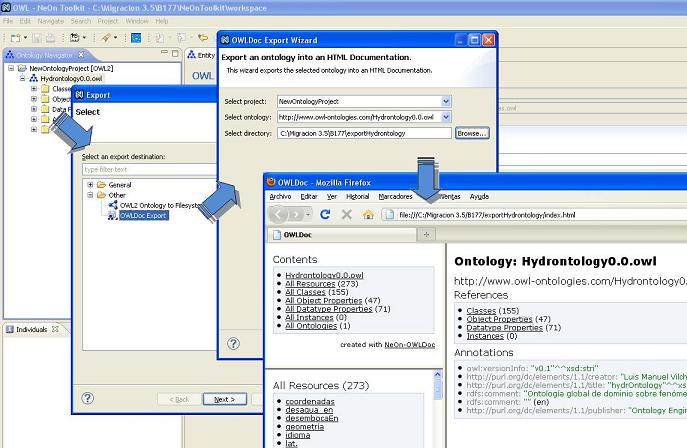 OWL - NeOn Toolkit - C:\Migracion 3.5\B177\NeOnToolkit\workspace
File Edit Navigate Search Project Window Help
Ontology Navigator
Entity
OWL
NewOntologyProject [OWL2]
Hydrontology0.0.owl
Classe
Object
Data P
Individuals
Export
Select
Select an export destination:
type filter text
General
Other
OWL2 Ontology to Filesyste
OWLDoc Export
< Back
Next >
OWLDoc Export Wizard
Export an ontology into an HTML Documentation.
This wizard exports the selected ontology into an HTML Documentation.
Select project:
NewOntologyProject
Select ontology:
http://www.owl-ontologies.com/Hydrontology0.0.owl
Select directory:
C:\Migracion 3.5\B177\exportHydrontology
Browse...
OWLDoc - Mozilla Firefox
Archivo Editar Ver Historial Marcadores entas Ayuda
file:///C:/Migracion 3.5/B177/exportHydrontology/index.html
OWLDoc
Contents
Hydrontology0.0.owl
All Resources (273)
All Classes (155)
All Object Properties (47)
All Datatype Properties (71)
All Instances (0)
All Ontologies (1)
created with NeOn-OWLDoc
All Resources (273)
coordenadas
desagua_en
desembocaEn
geometria
idioma
lat.
Ontology: Hydrontology0.0.owl
http://www.owl-ontologies.com/Hydrontology0.0.
References
Classes (155)
Object Properties (47)
Datatype Properties (71)
Instances (0)
Annotations
owl:versionInfo: "v0.1"^^xsd:stri
http://purl.org/dc/elements/1.1/creator: "Luis Manuel Vilch
http://purl.org/dc/elements/1.1/title: "hydrOntology"^^xs
rdfs:comment: "Ontología global de dominio sobre fenóme
rdfs:comment: "" (en)
http://purl.org/dc/elements/1.1/publisher: "Ontology Engin